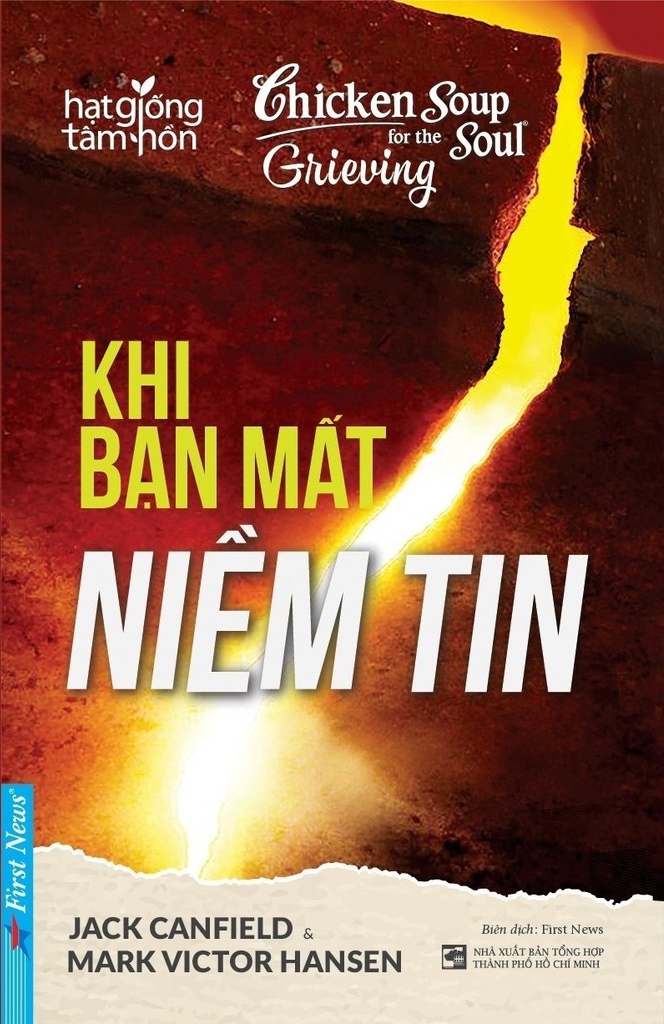 hạt giống
tâm hồn
Chicken Soup
for the Soul®
Grieving
KHI
BẠN MẤT
NIỀM TIN
First News®
JACK CANFIELD &
MARK VICTOR HANSEN
Biên dịch: First News
NHÀ XUẤT BẢN TỔNG HỢP
THÀNH PHỐ HỒ CHÍ MINH